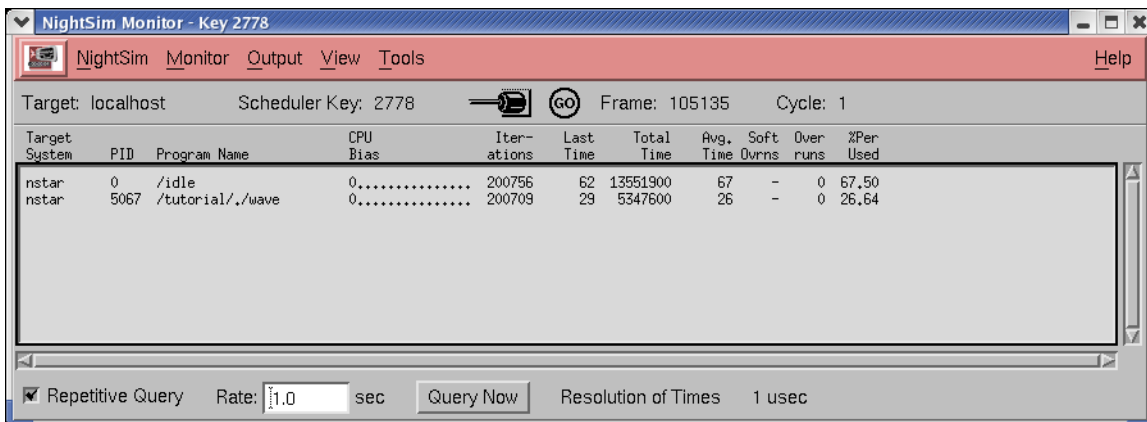 NightSim Monitor - Key 2778
NightSim Monitor Output View Tools Help
Target: localhost Scheduler Key: 2778 GO Frame: 105135 Cycle: 1
Target CPU Iter- Last Total Avg. Soft Over %Per
System PID Program Name Bias ations Time Time Time Ovrns runs Used
nstar 0 /idle 0............... 200756 62 13551900 67 - 0 67.50
nstar 5067 /tutorial/./wave 0............... 200709 29 5347600 26 - 0 26.64
Repetitive Query Rate: 1.0 sec Query Now Resolution of Times 1 usec